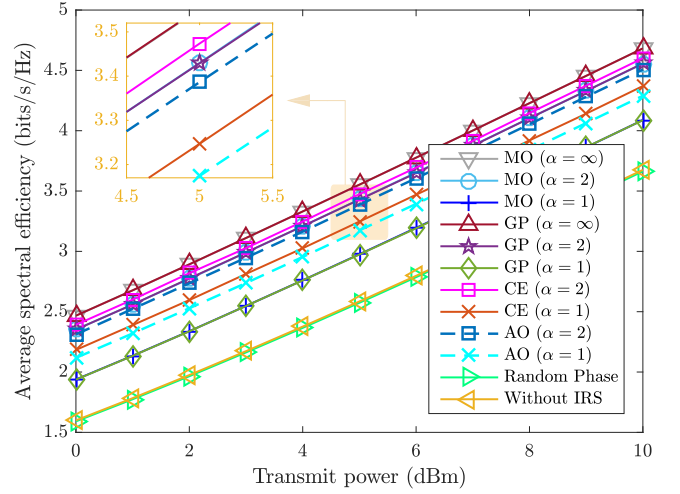 5
4.5
4
3.5
3
2.5
2
1.5
0
2
4
6
8
10
Transmit power (dBm)
Average spectral efficiency (bits/s/Hz)
3.5
3.4
3.3
3.2
4.5
5
5.5
MO (α = ∞)
MO (α = 2)
MO (α = 1)
GP (α = ∞)
GP (α = 2)
GP (α = 1)
CE (α = 2)
CE (α = 1)
AO (α = 2)
AO (α = 1)
Random Phase
Without IRS